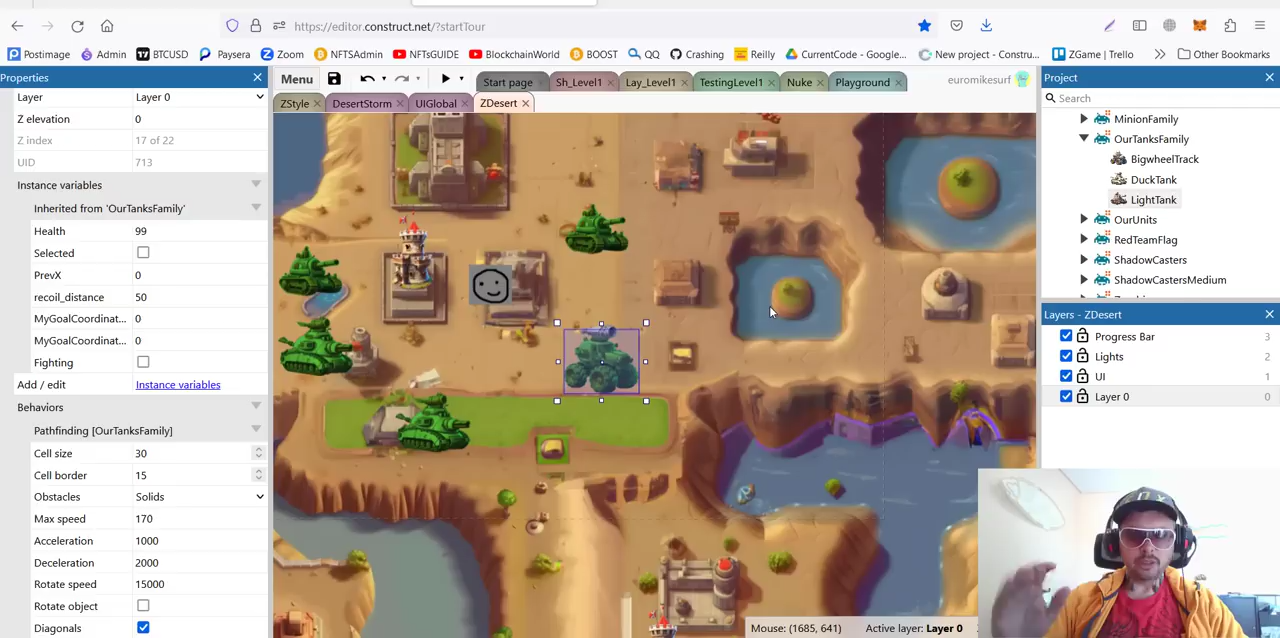 https://editor.construct.net/?startTour
Postimage
Admin
BTCUSD
Paysera
Zoom
NFTSAdmin
NFTsGUIDE
BlockchainWorld
BOOST
QQ
Crashing
Reilly
CurrentCode - Google...
New project - Constru...
ZGame | Trello
Other Bookmarks
Properties
Menu
Start page
Sh_Level1
Lay_Level1
TestingLevel1
Nuke
Playground
euromikesurf
ZStyle
DesertStorm
UIGlobal
ZDesert
Layer Layer 0
Z elevation 0
Z index 17 of 22
UID 713
Instance variables
Inherited from 'OurTanksFamily'
Health 99
Selected
PrevX 0
recoil_distance 50
MyGoalCoordinat... 0
MyGoalCoordinat... 0
Fighting
Add / edit Instance variables
Behaviors
Pathfinding [OurTanksFamily]
Cell size 30
Cell border 15
Obstacles Solids
Max speed 170
Acceleration 1000
Deceleration 2000
Rotate speed 15000
Rotate object
Diagonals
Mouse: (1685, 641) Active layer: Layer 0
Project
Search
MinionFamily
OurTanksFamily
BigwheelTrack
DuckTank
LightTank
OurUnits
RedTeamFlag
ShadowCasters
ShadowCastersMedium
Layers - ZDesert
Progress Bar 3
Lights 2
UI 1
Layer 0 0